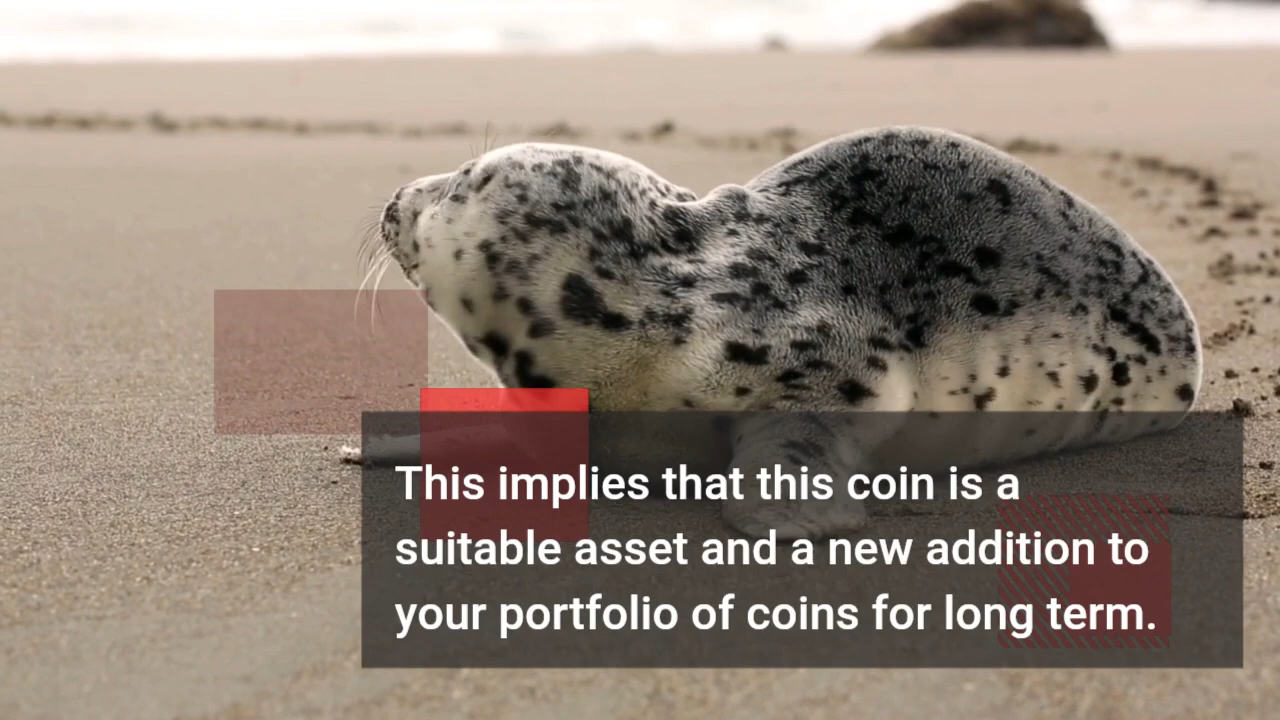 This implies that this coin is a
suitable asset and a new addition to
your portfolio of coins for long term.